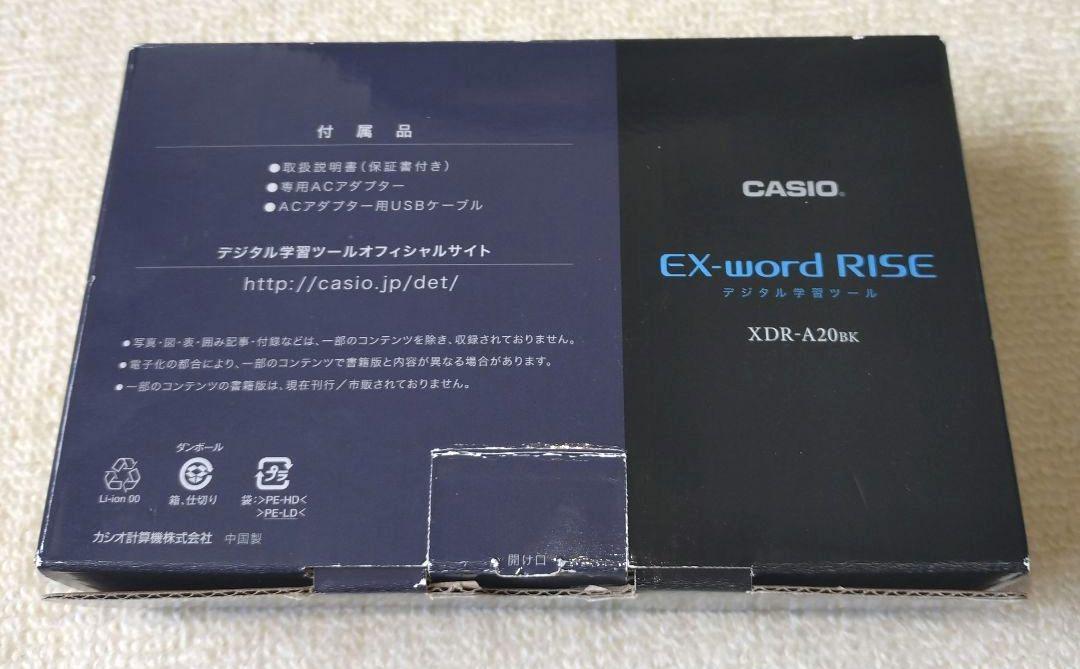 付属品
●取扱説明書(保証書付き)
●専用ACアダプター
●ACアダプター用USBケーブル
デジタル学習ツールオフィシャルサイト
http://casio.jp/det/
●写真・図・表・囲み記事・付録などは、一部のコンテンツを除き、収録されておりません。
●電子化の都合により、一部のコンテンツで書籍版と内容が異なる場合があります。
●一部のコンテンツの書籍版は、現在刊行/市販されておりません。
Li-ion 00
ダンボール
箱、仕切り
プラ
袋:>PE-HD<
>PE-LD<
カシオ計算機株式会社 中国製
開け口
CASIO®
EX-word RISE
デジタル学習ツール
XDR-A20BK